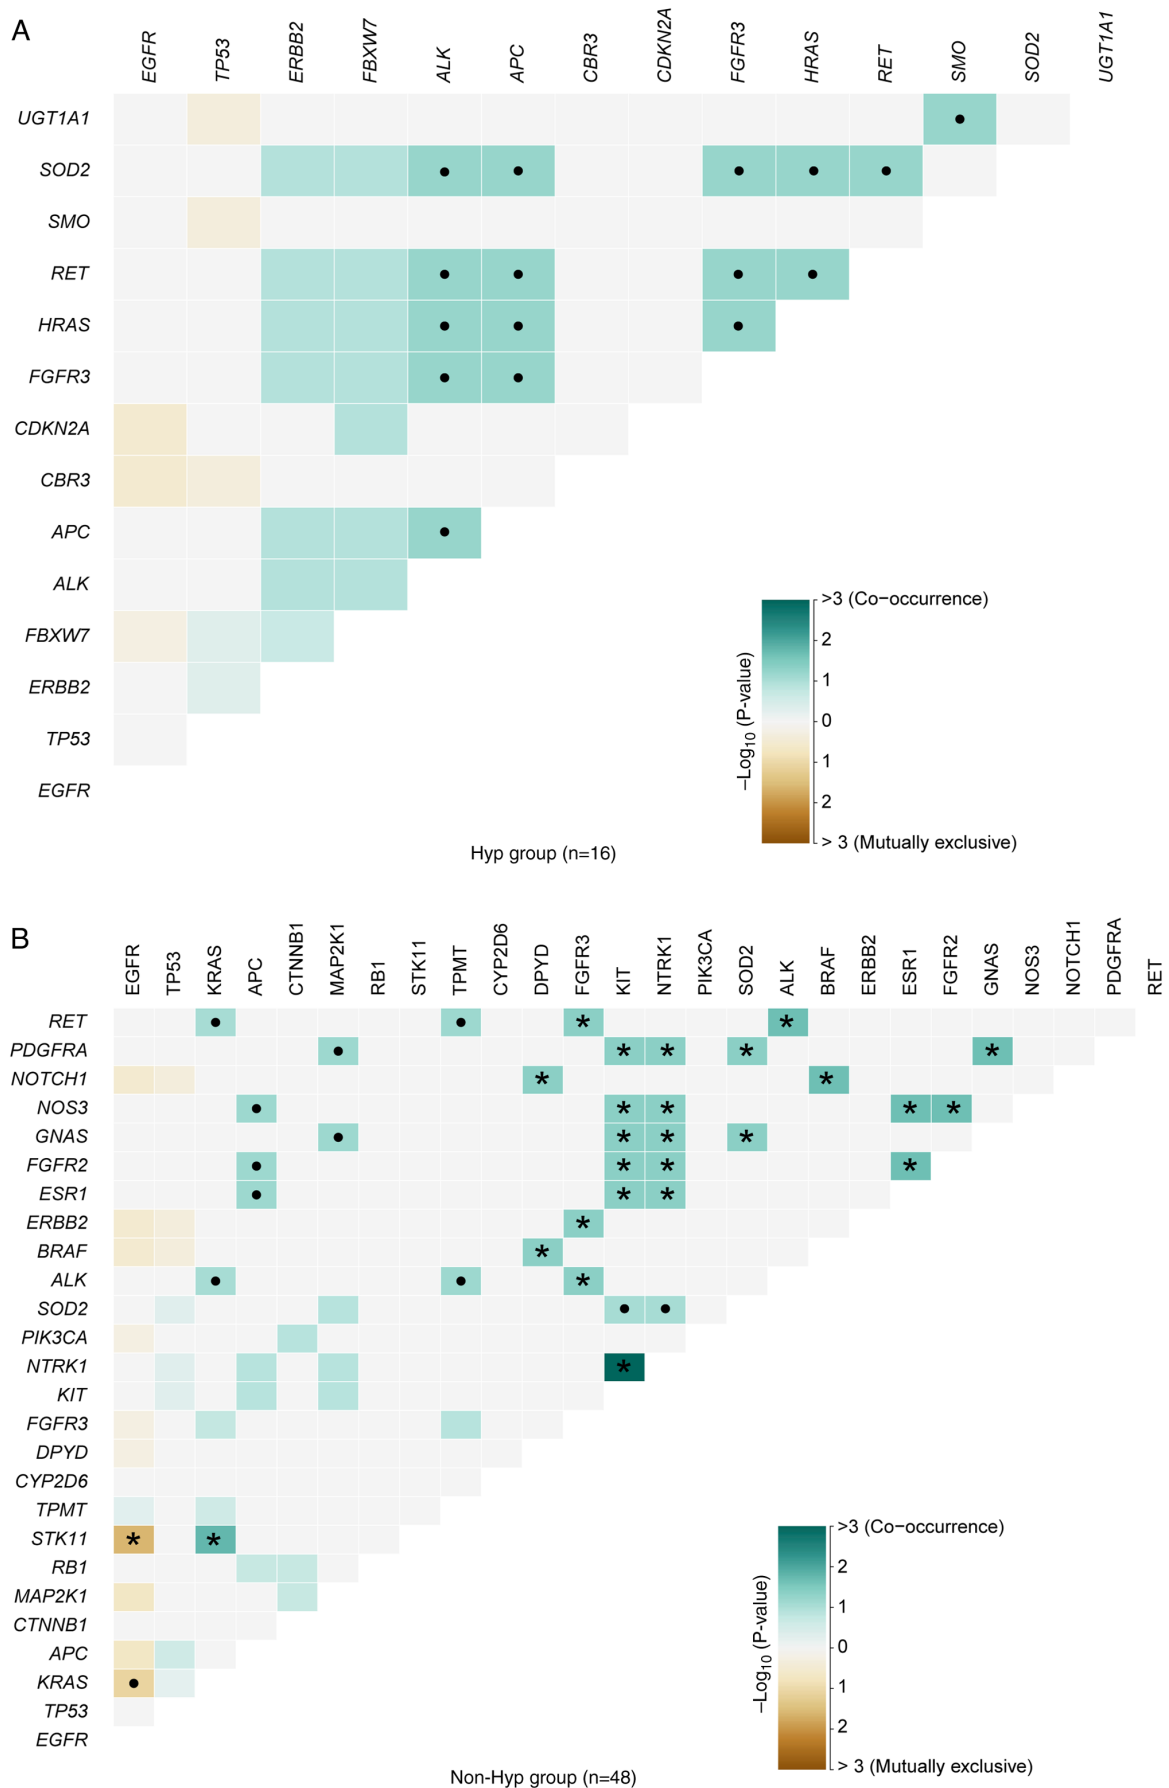 A
EGFR TP53 ERBB2 FBXW7 ALK APC CBR3 CDKN2A FGFR3 HRAS RET SMO SOD2 UGT1A1
UGT1A1
SOD2
SMO
RET
HRAS
FGFR3
CDKN2A
CBR3
APC
ALK
FBXW7
ERBB2
TP53
EGFR
−Log10 (P-value)
>3 (Co−occurrence)
2
1
0
1
2
> 3 (Mutually exclusive)
Hyp group (n=16)
B
EGFR TP53 KRAS APC CTNNB1 MAP2K1 RB1 STK11 TPMT CYP2D6 DPYD FGFR3 KIT NTRK1 PIK3CA SOD2 ALK BRAF ERBB2 ESR1 FGFR2 GNAS NOS3 NOTCH1 PDGFRA RET
RET
PDGFRA
NOTCH1
NOS3
GNAS
FGFR2
ESR1
ERBB2
BRAF
ALK
SOD2
PIK3CA
NTRK1
KIT
FGFR3
DPYD
CYP2D6
TPMT
STK11
RB1
MAP2K1
CTNNB1
APC
KRAS
TP53
EGFR
−Log10 (P-value)
>3 (Co−occurrence)
2
1
0
1
2
> 3 (Mutually exclusive)
Non-Hyp group (n=48)